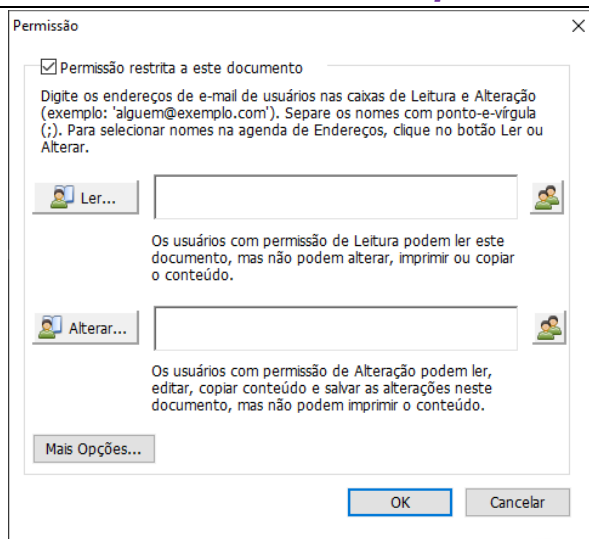 Permissão
Permissão restrita a este documento
Digite os endereços de e-mail de usuários nas caixas de Leitura e Alteração
(exemplo: 'alguem@exemplo.com'). Separe os nomes com ponto-e-vírgula
(;). Para selecionar nomes na agenda de Endereços, clique no botão Ler ou
Alterar.
Ler...
Os usuários com permissão de Leitura podem ler este
documento, mas não podem alterar, imprimir ou copiar
o conteúdo.
Alterar...
Os usuários com permissão de Alteração podem ler,
editar, copiar conteúdo e salvar as alterações neste
documento, mas não podem imprimir o conteúdo.
Mais Opções...
OK Cancelar